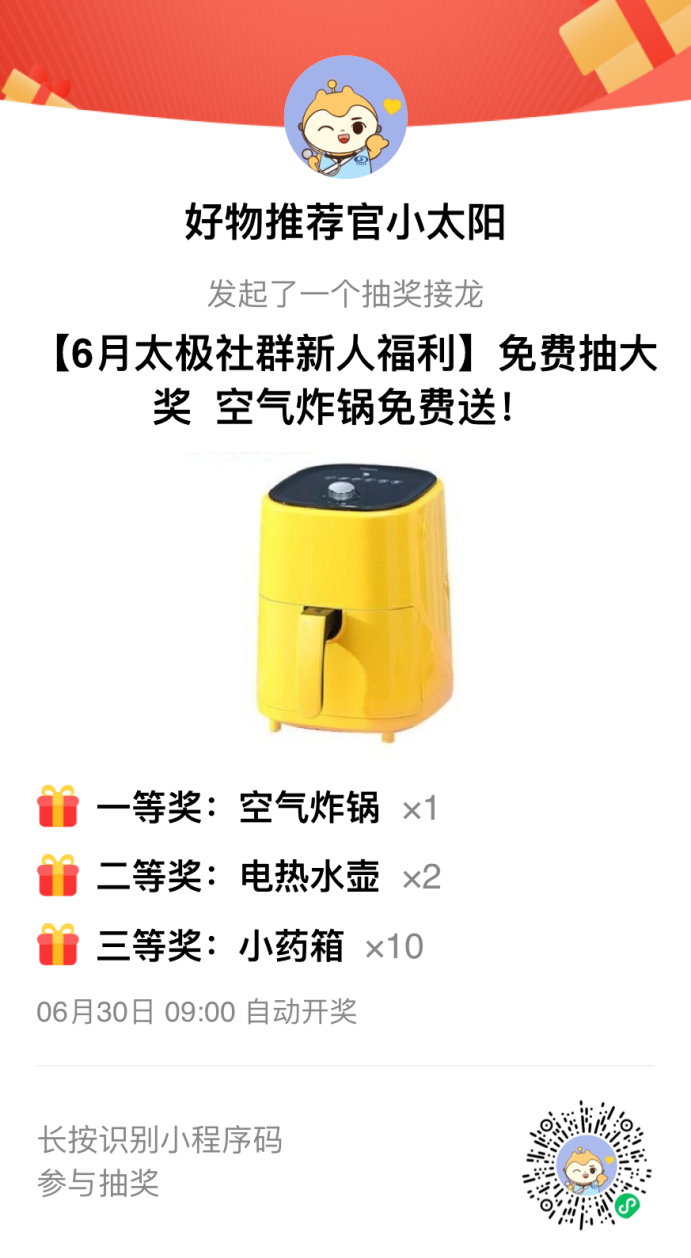 好物推荐官小太阳
发起了一个抽奖接龙
【6月太极社群新人福利】免费抽大
奖 空气炸锅免费送！
一等奖：空气炸锅 ×1
二等奖：电热水壶 ×2
三等奖：小药箱 ×10
06月30日 09:00 自动开奖
长按识别小程序码
参与抽奖